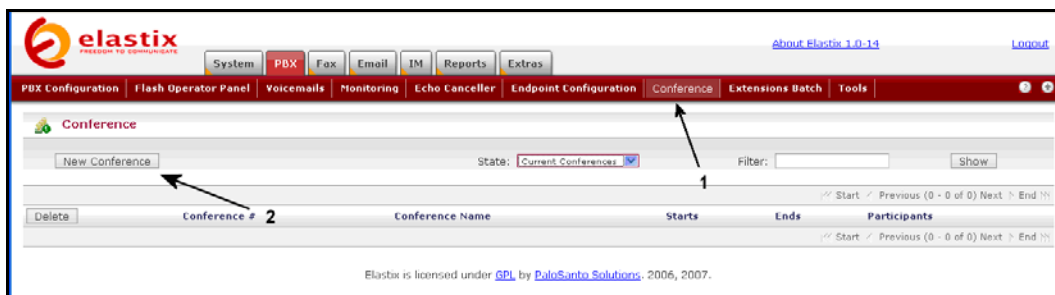 elastix
FREEDOM TO COMMUNICATE
About Elastix 1.0-14 Logout
System PBX Fax Email IM Reports Extras
PBX Configuration Flash Operator Panel Voicemails Monitoring Echo Canceller Endpoint Configuration Conference Extensions Batch Tools
Conference
New Conference State: Current Conferences Filter: Show
1
Start Previous (0 - 0 of 0) Next End
Delete Conference # 2 Conference Name Starts Ends Participants
Start Previous (0 - 0 of 0) Next End
Elastix is licensed under GPL by PaloSanto Solutions. 2006, 2007.